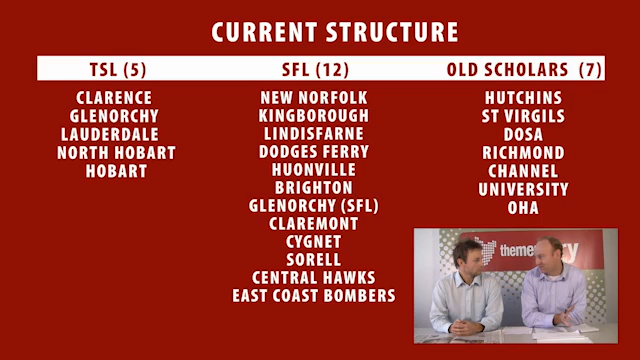 CURRENT STRUCTURE
TSL (5)
CLARENCE
GLENORCHY
LAUDERDALE
NORTH HOBART
HOBART
SFL (12)
NEW NORFOLK
KINGBOROUGH
LINDISFARNE
DODGES FERRY
HUONVILLE
BRIGHTON
GLENORCHY (SFL)
CLAREMONT
CYGNET
SORELL
CENTRAL HAWKS
EAST COAST BOMBERS
OLD SCHOLARS (7)
HUTCHINS
ST VIRGILS
DOSA
RICHMOND
CHANNEL
UNIVERSITY
OHA